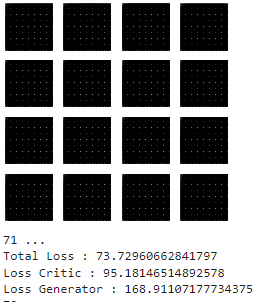 71 ...
Total Loss : 73.72960662841797
Loss Critic : 95.18146514892578
Loss Generator : 168.91107177734375